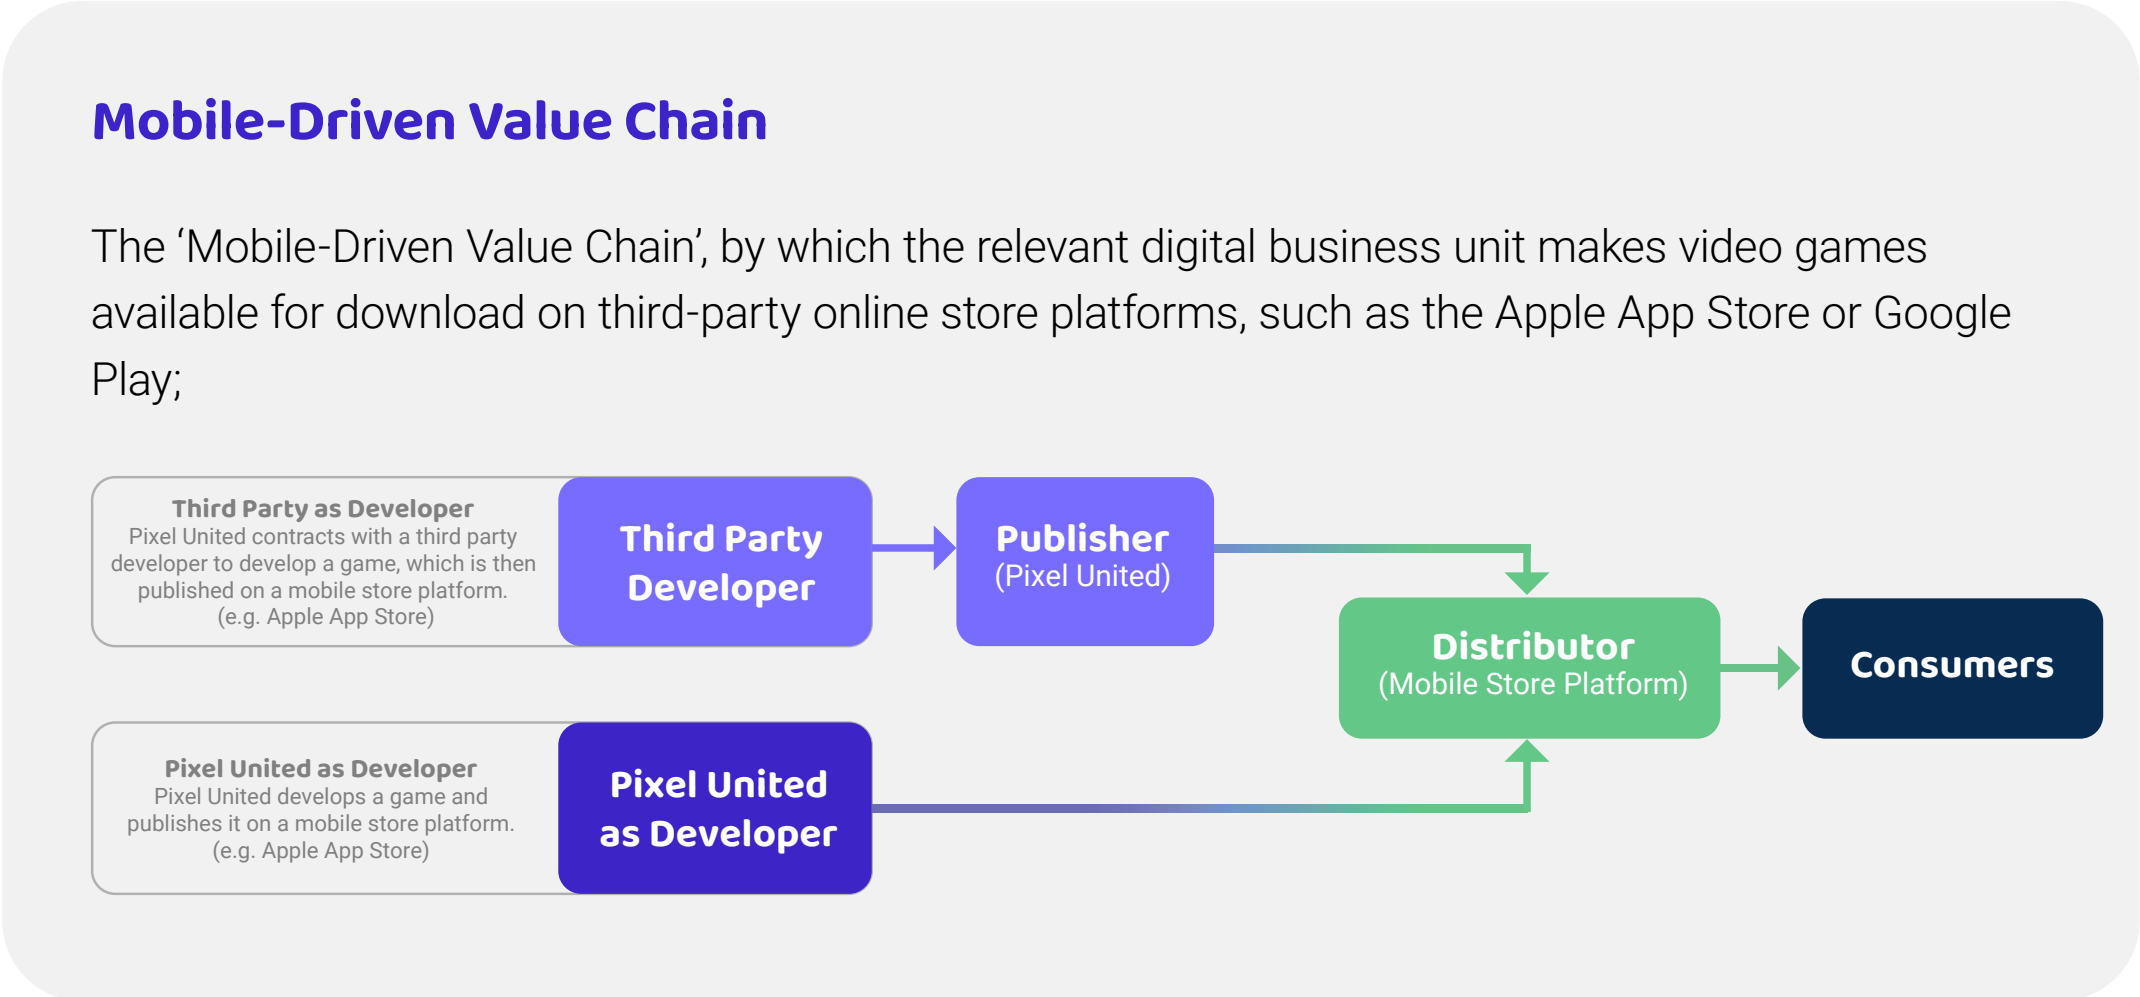 Mobile-Driven Value Chain
The ‘Mobile-Driven Value Chain’, by which the relevant digital business unit makes video games
available for download on third-party online store platforms, such as the Apple App Store or Google
Play;
Third Party as Developer
Pixel United contracts with a third party
developer to develop a game, which is then
published on a mobile store platform.
(e.g. Apple App Store)
Third Party
Developer
Publisher
(Pixel United)
Distributor
(Mobile Store Platform)
Consumers
Pixel United as Developer
Pixel United develops a game and
publishes it on a mobile store platform.
(e.g. Apple App Store)
Pixel United
as Developer